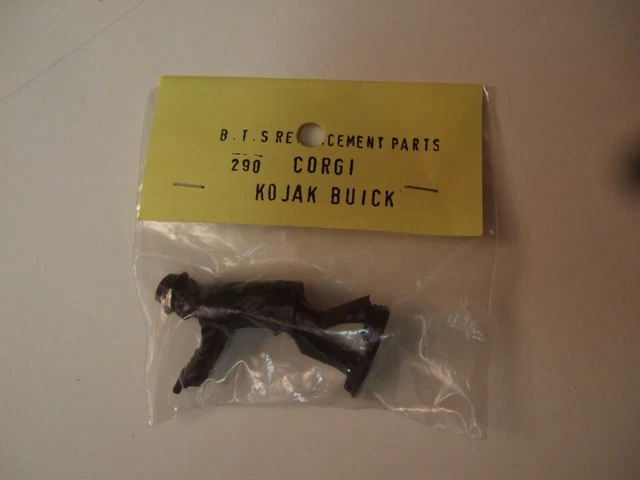 B.T.S RE CEMENT PARTS
290 CORGI
KOJAK BUICK